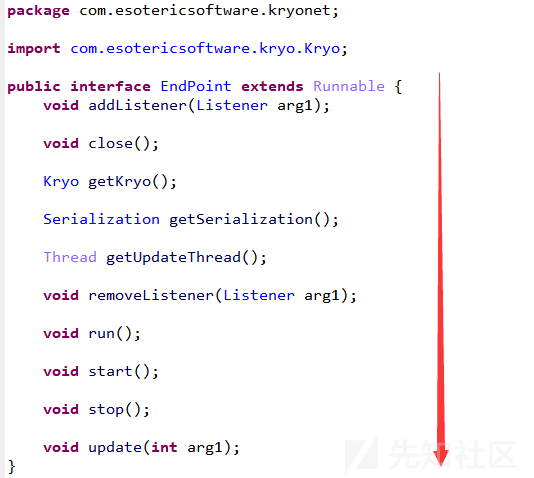 package com.esotericsoftware.kryonet;
import com.esotericsoftware.kryo.Kryo;
public interface EndPoint extends Runnable {
    void addListener(Listener arg1);
    void close();
    Kryo getKryo();
    Serialization getSerialization();
    Thread getUpdateThread();
    void removeListener(Listener arg1);
    void run();
    void start();
    void stop();
    void update(int arg1);
}
先知社区